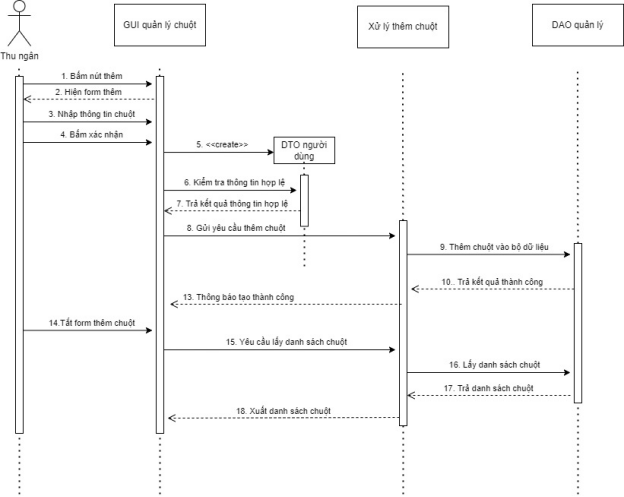 GUI quản lý chuột
Xử lý thêm chuột
DAO quản lý
Thu ngân
1. Bấm nút thêm
2. Hiện form thêm
3. Nhập thông tin chuột
4. Bấm xác nhận
5. <<create>>
DTO người
dùng
6. Kiểm tra thông tin hợp lệ
7. Trả kết quả thông tin hợp lệ
8. Gửi yêu cầu thêm chuột
9. Thêm chuột vào bộ dữ liệu
10.. Trả kết quả thành công
13. Thông báo tạo thành công
14.Tắt form thêm chuột
15. Yêu cầu lấy danh sách chuột
16. Lấy danh sách chuột
17. Trả danh sách chuột
18. Xuất danh sách chuột